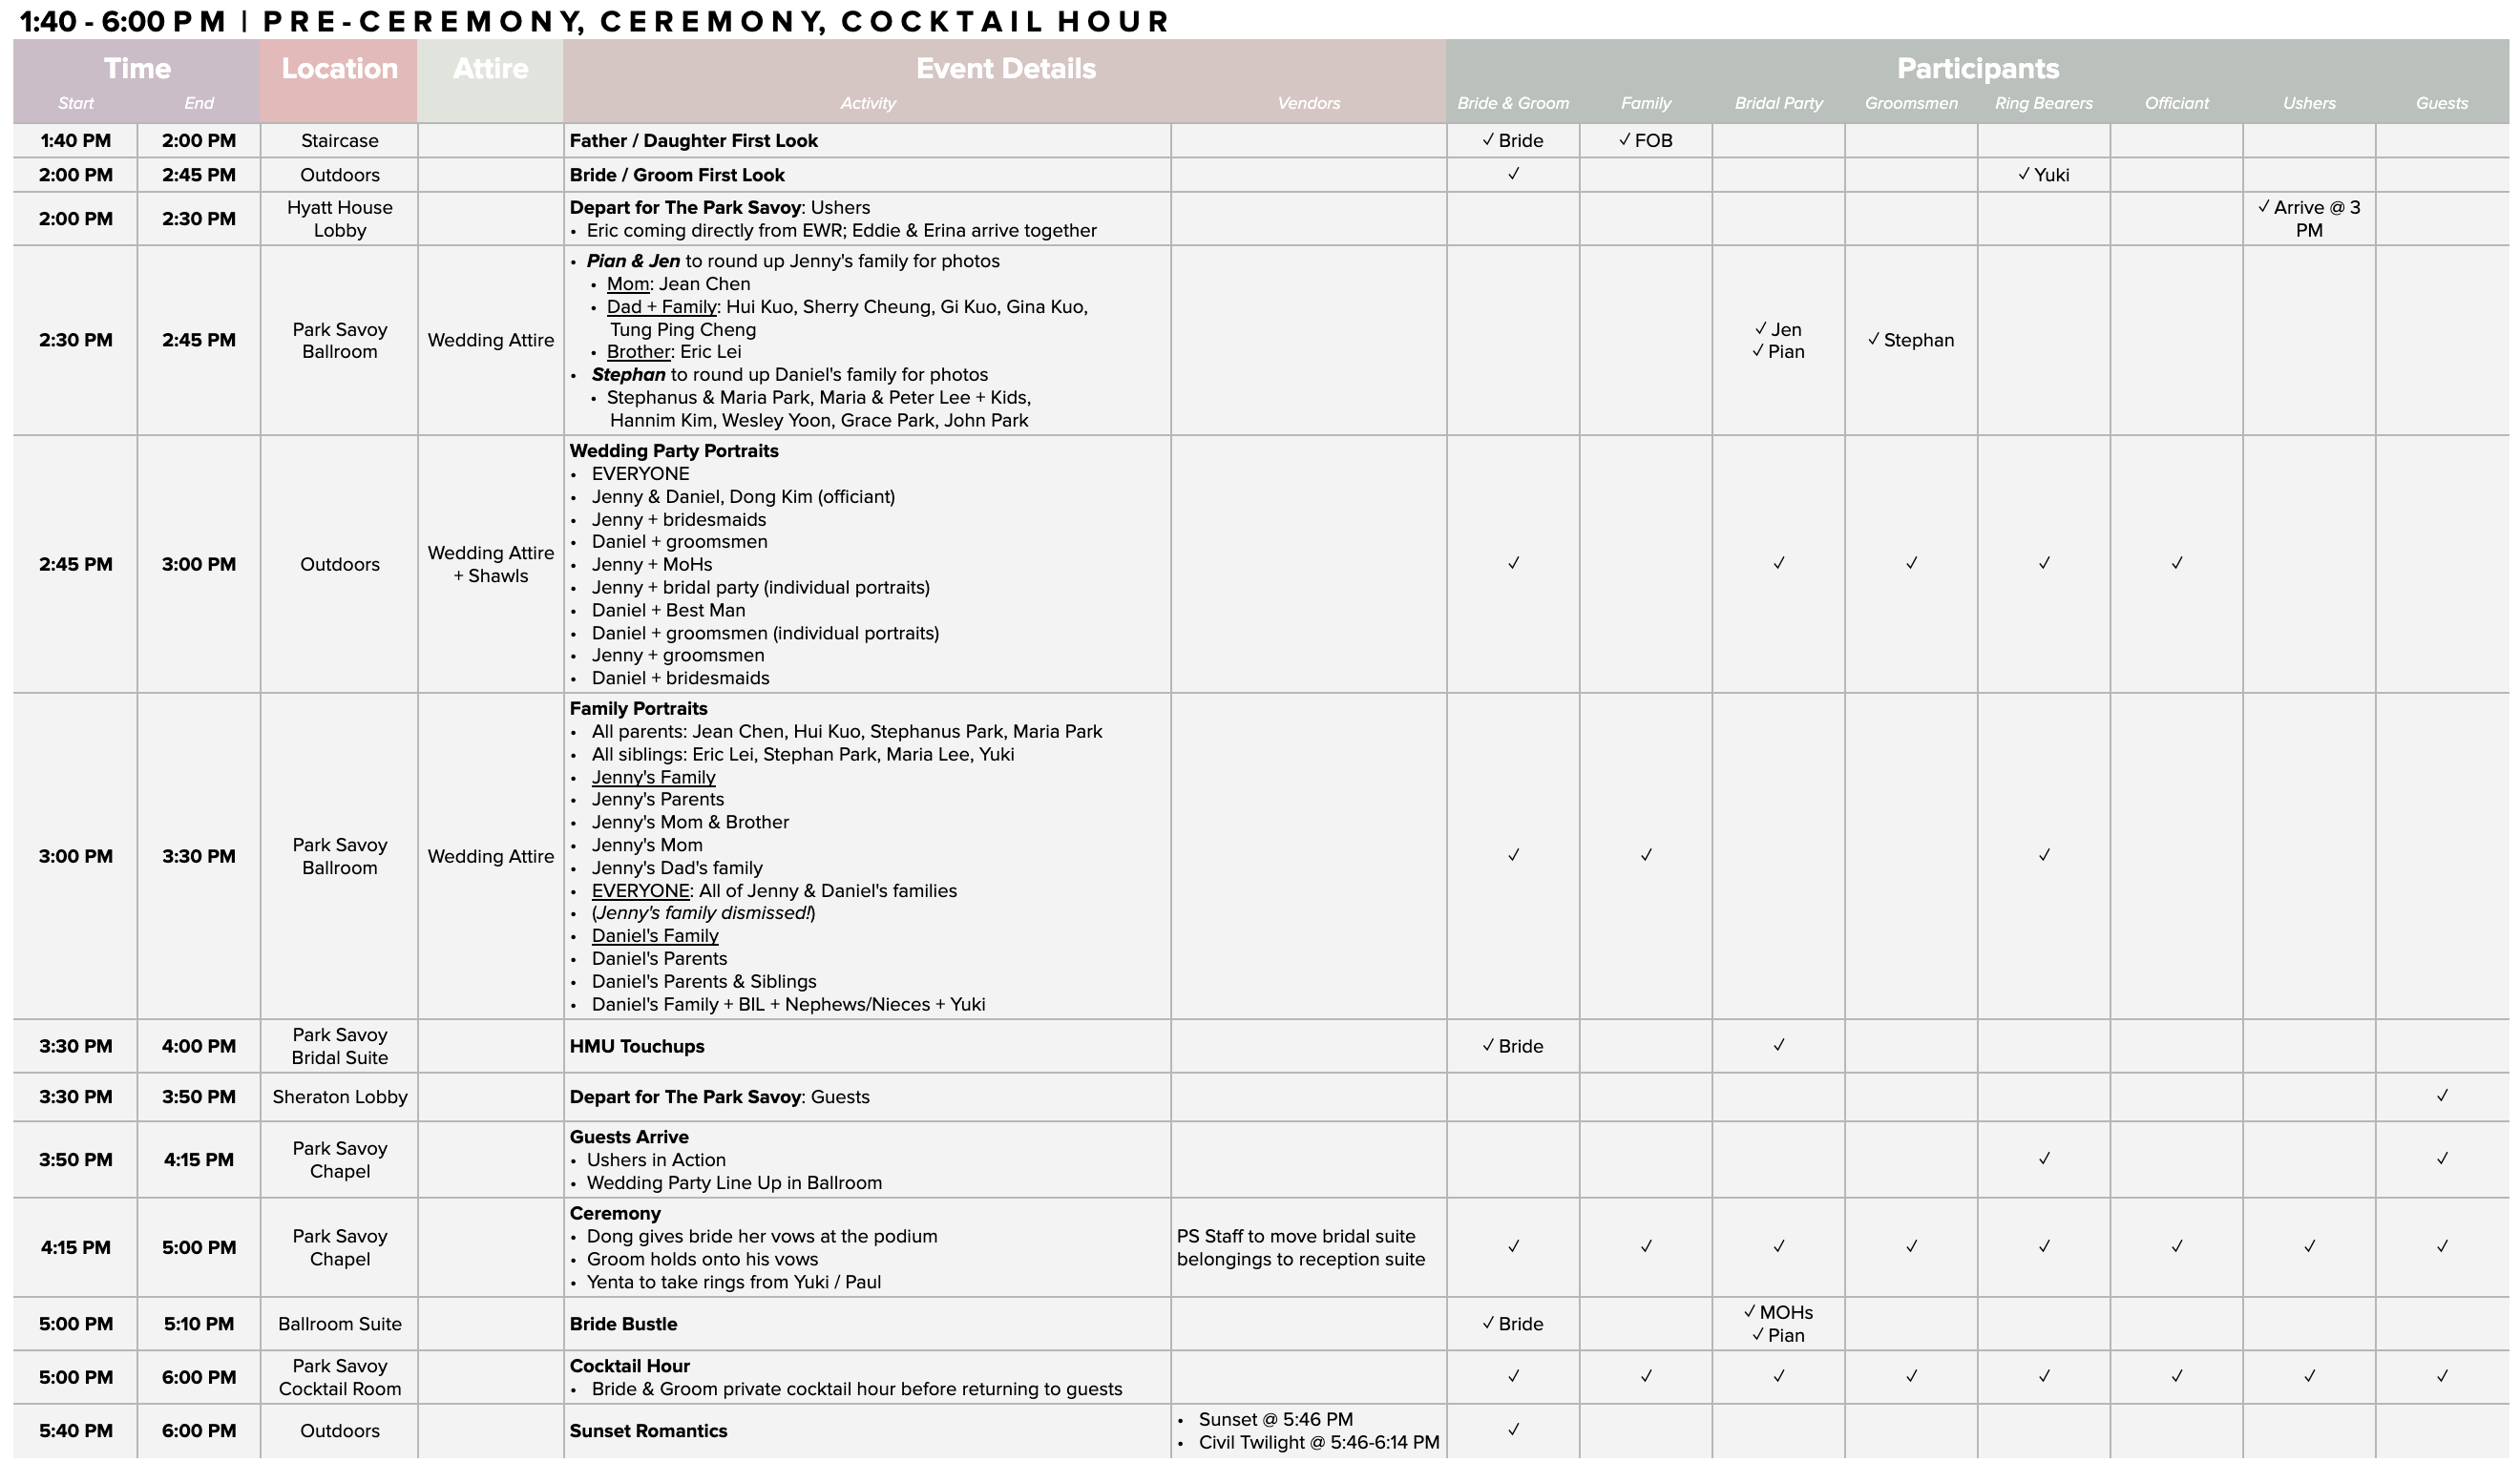 1:40 - 6:00 PM | PRE-CEREMONY, CEREMONY, COCKTAIL HOUR
Time Location Attire Event Details Participants
Start End Activity Vendors Bride & Groom Family Bridal Party Groomsmen Ring Bearers Officiant Ushers Guests
1:40 PM 2:00 PM Staircase Father / Daughter First Look ✓ Bride ✓ FOB
2:00 PM 2:45 PM Outdoors Bride / Groom First Look ✓ ✓ Yuki
2:00 PM 2:30 PM Hyatt House
Lobby
Depart for The Park Savoy: Ushers
• Eric coming directly from EWR; Eddie & Erina arrive together
✓ Arrive @ 3
PM
2:30 PM 2:45 PM Park Savoy
Ballroom
Wedding Attire
• Pian & Jen to round up Jenny's family for photos
• Mom: Jean Chen
• Dad + Family: Hui Kuo, Sherry Cheung, Gi Kuo, Gina Kuo,
Tung Ping Cheng
• Brother: Eric Lei
• Stephan to round up Daniel's family for photos
• Stephanus & Maria Park, Maria & Peter Lee + Kids,
Hannim Kim, Wesley Yoon, Grace Park, John Park
✓ Jen
✓ Pian
✓ Stephan
2:45 PM 3:00 PM Outdoors Wedding Attire
+ Shawls
Wedding Party Portraits
• EVERYONE
• Jenny & Daniel, Dong Kim (officiant)
• Jenny + bridesmaids
• Daniel + groomsmen
• Jenny + MoHs
• Jenny + bridal party (individual portraits)
• Daniel + Best Man
• Daniel + groomsmen (individual portraits)
• Jenny + groomsmen
• Daniel + bridesmaids
✓ ✓ ✓ ✓ ✓
3:00 PM 3:30 PM Park Savoy
Ballroom
Wedding Attire
Family Portraits
• All parents: Jean Chen, Hui Kuo, Stephanus Park, Maria Park
• All siblings: Eric Lei, Stephan Park, Maria Lee, Yuki
• Jenny's Family
• Jenny's Parents
• Jenny's Mom & Brother
• Jenny's Mom
• Jenny's Dad's family
• EVERYONE: All of Jenny & Daniel's families
• (Jenny's family dismissed!)
• Daniel's Family
• Daniel's Parents
• Daniel's Parents & Siblings
• Daniel's Family + BIL + Nephews/Nieces + Yuki
✓ ✓ ✓
3:30 PM 4:00 PM Park Savoy
Bridal Suite
HMU Touchups ✓ Bride ✓
3:30 PM 3:50 PM Sheraton Lobby Depart for The Park Savoy: Guests ✓
3:50 PM 4:15 PM Park Savoy
Chapel
Guests Arrive
• Ushers in Action
• Wedding Party Line Up in Ballroom
✓ ✓
4:15 PM 5:00 PM Park Savoy
Chapel
Ceremony
• Dong gives bride her vows at the podium
• Groom holds onto his vows
• Yenta to take rings from Yuki / Paul
PS Staff to move bridal suite
belongings to reception suite
✓ ✓ ✓ ✓ ✓ ✓ ✓ ✓
5:00 PM 5:10 PM Ballroom Suite Bride Bustle ✓ Bride ✓ MOHs
✓ Pian
5:00 PM 6:00 PM Park Savoy
Cocktail Room
Cocktail Hour
• Bride & Groom private cocktail hour before returning to guests
✓ ✓ ✓ ✓ ✓ ✓ ✓ ✓
5:40 PM 6:00 PM Outdoors Sunset Romantics
• Sunset @ 5:46 PM
• Civil Twilight @ 5:46-6:14 PM
✓